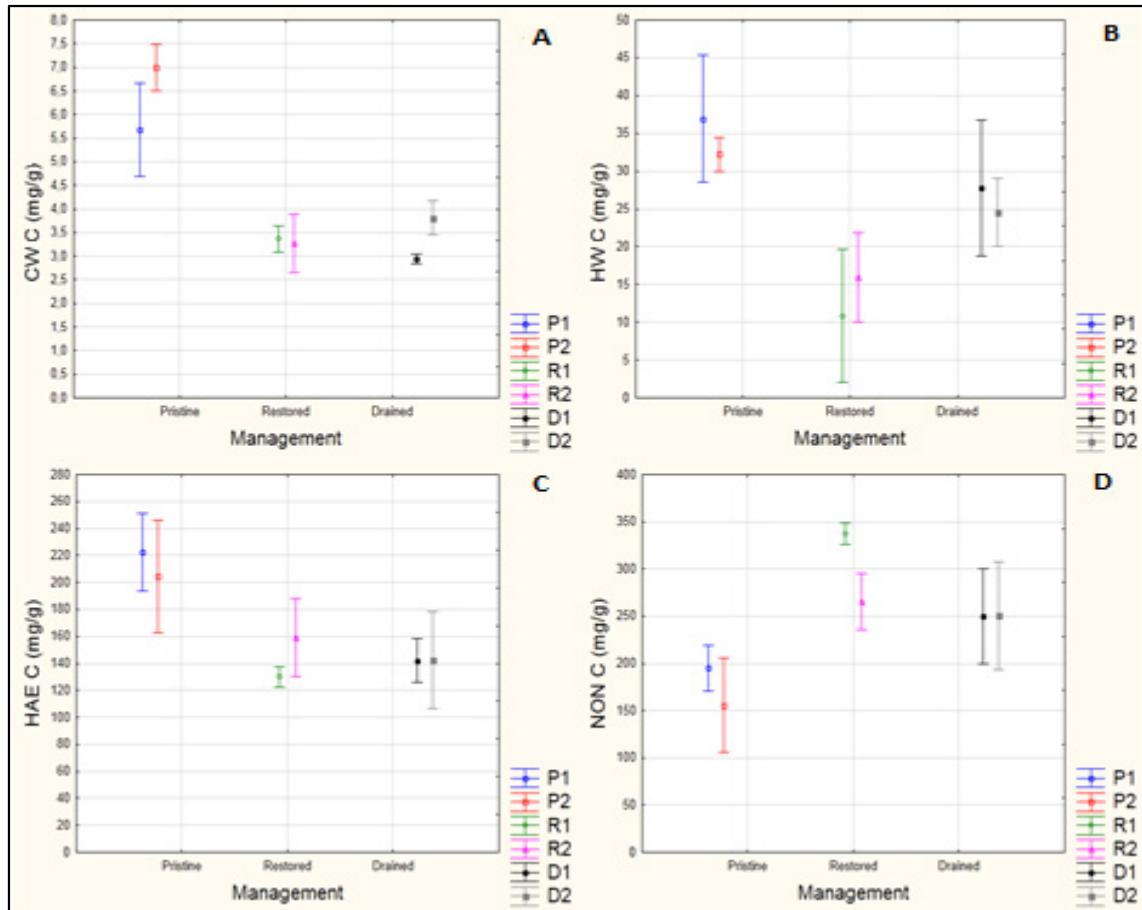 A
CW C (mg/g)
8,0
7,5
7,0
6,5
6,0
5,5
5,0
4,5
4,0
3,5
3,0
2,5
2,0
1,5
1,0
0,5
0,0
Pristine Restored Drained
Management
P1
P2
R1
R2
D1
D2
B
HW C (mg/g)
50
45
40
35
30
25
20
15
10
5
0
Pristine Restored Drained
Management
P1
P2
R1
R2
D1
D2
C
HAE C (mg/g)
280
260
240
220
200
180
160
140
120
100
80
60
40
20
0
Pristine Restored Drained
Management
P1
P2
R1
R2
D1
D2
D
NON C (mg/g)
400
350
300
250
200
150
100
50
0
Pristine Restored Drained
Management
P1
P2
R1
R2
D1
D2